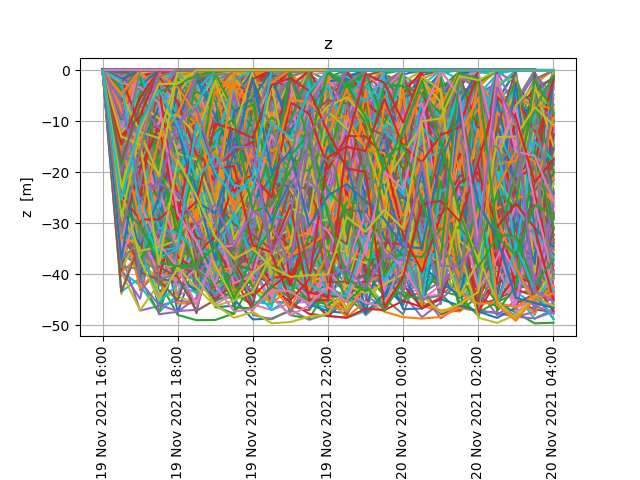 z
0
−10
−20
−30
−40
−50
z [m]
19 Nov 2021 16:00
19 Nov 2021 18:00
19 Nov 2021 20:00
19 Nov 2021 22:00
20 Nov 2021 00:00
20 Nov 2021 02:00
20 Nov 2021 04:00